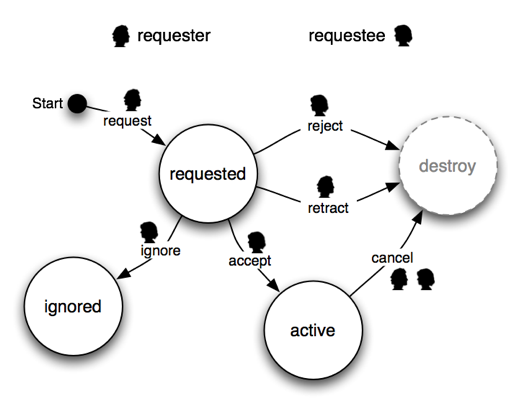 requester
requestee
Start
request
reject
requested
destroy
retract
ignore
accept
cancel
ignored
active